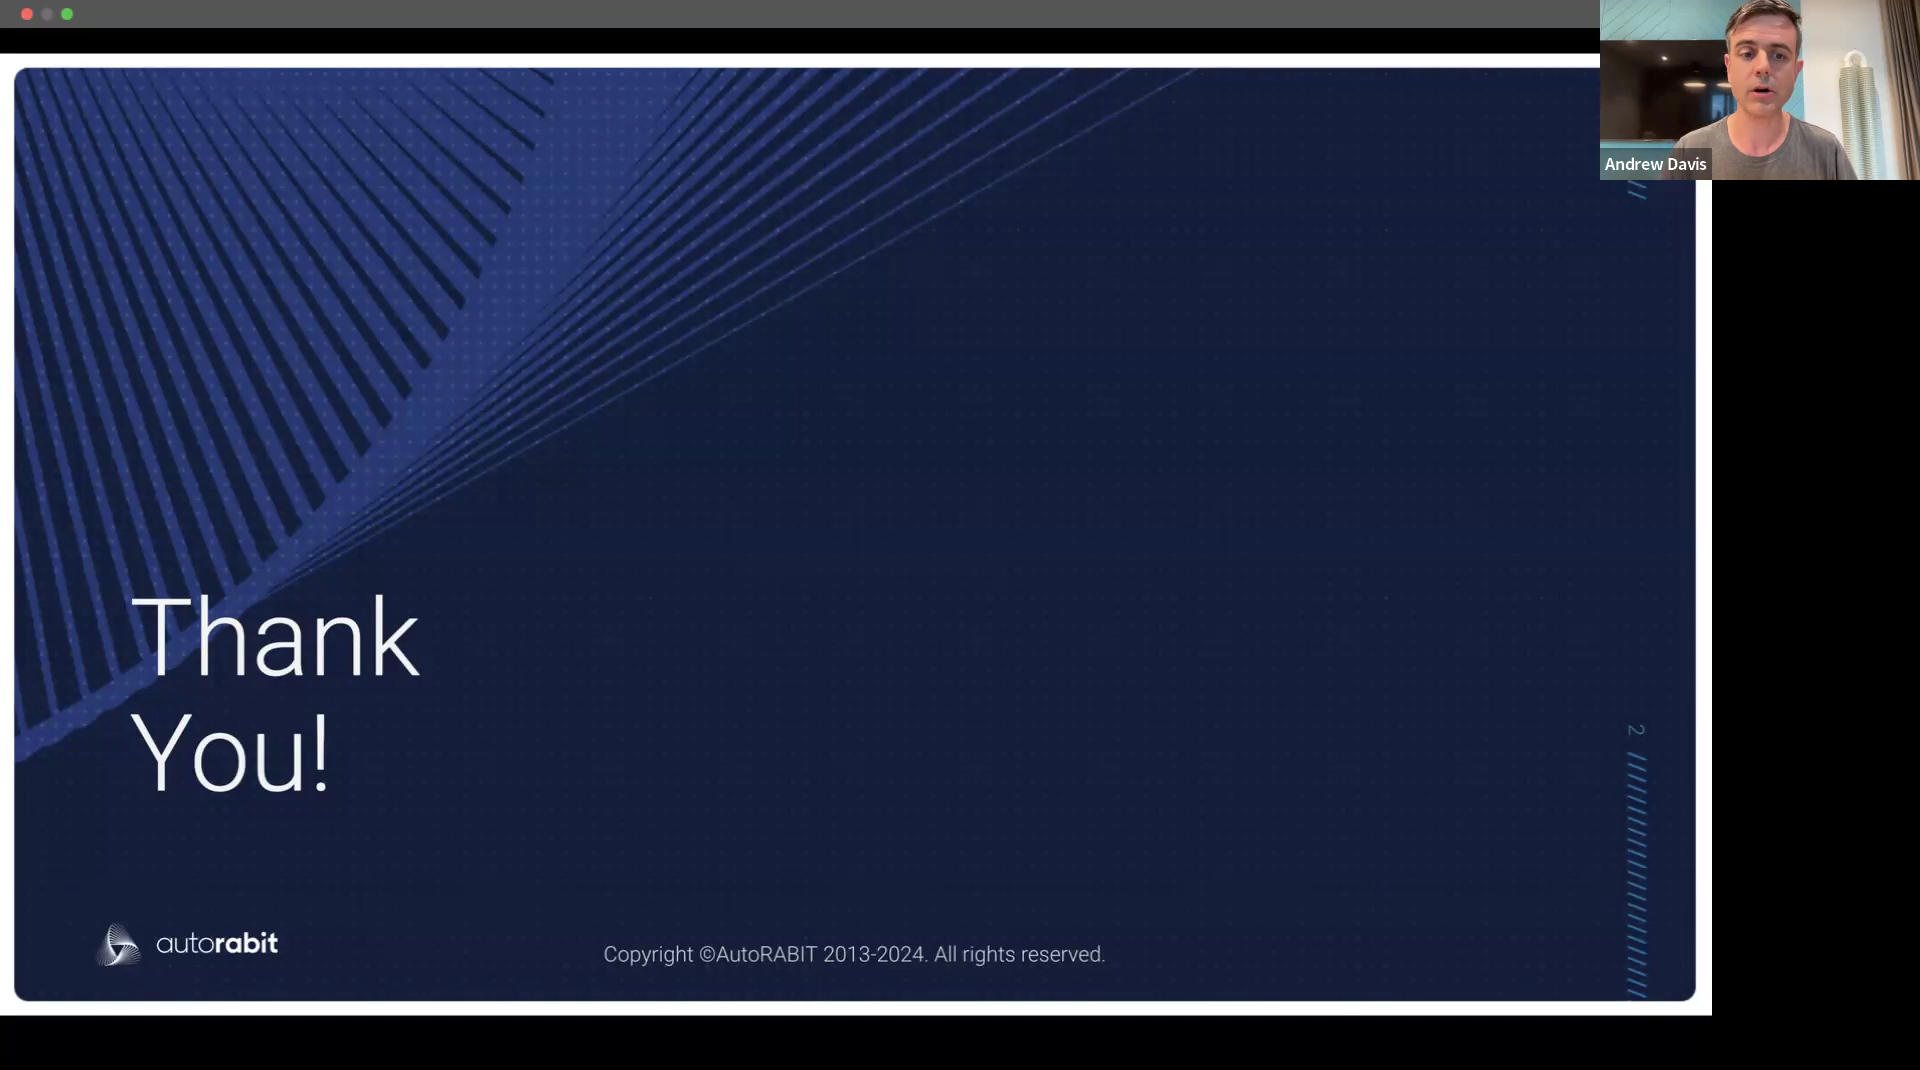 Andrew Davis
Thank
You!
2
autorabit
Copyright ©AutoRABIT 2013-2024. All rights reserved.